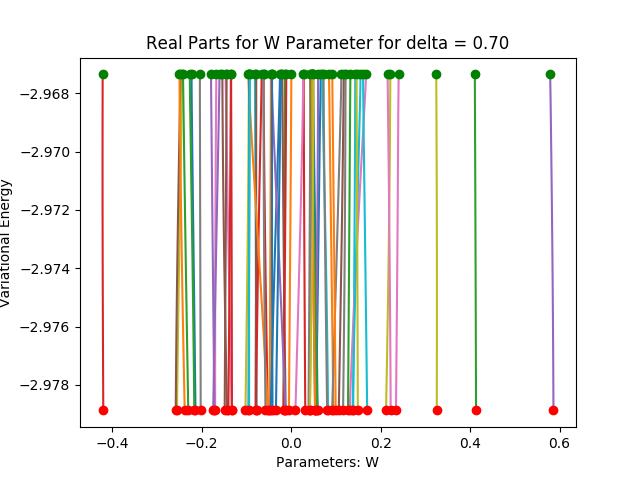 Real Parts for W Parameter for delta = 0.70
Variational Energy
−2.968
−2.970
−2.972
−2.974
−2.976
−2.978
−0.4 −0.2 0.0 0.2 0.4 0.6
Parameters: W